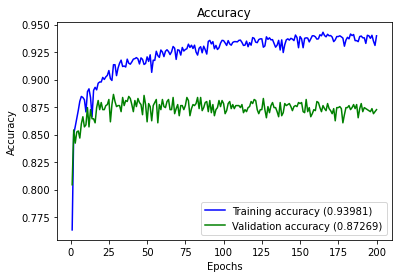 Accuracy
0.950
0.925
0.900
0.875
0.850
0.825
0.800
0.775
Accuracy
Training accuracy (0.93981)
Validation accuracy (0.87269)
0 25 50 75 100 125 150 175 200
Epochs